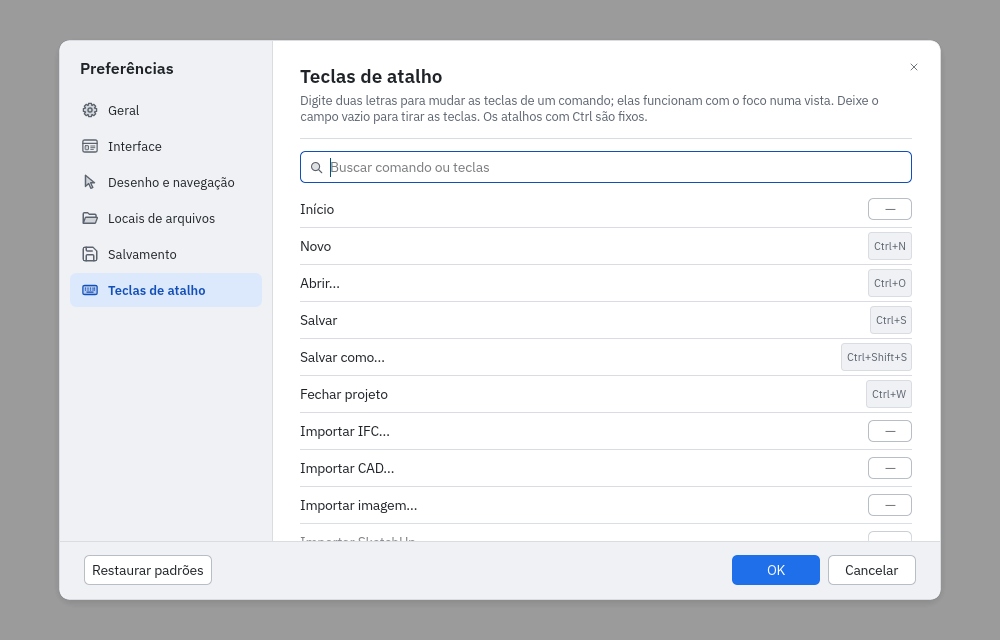 Preferências
Geral
Interface
Desenho e navegação
Locais de arquivos
Salvamento
Teclas de atalho
Teclas de atalho
Digite duas letras para mudar as teclas de um comando; elas funcionam com o foco numa vista. Deixe o
campo vazio para tirar as teclas. Os atalhos com Ctrl são fixos.
Buscar comando ou teclas
Início —
Novo Ctrl+N
Abrir... Ctrl+O
Salvar Ctrl+S
Salvar como... Ctrl+Shift+S
Fechar projeto Ctrl+W
Importar IFC... —
Importar CAD... —
Importar imagem... —
Importar SketchUp...
Restaurar padrões
OK
Cancelar